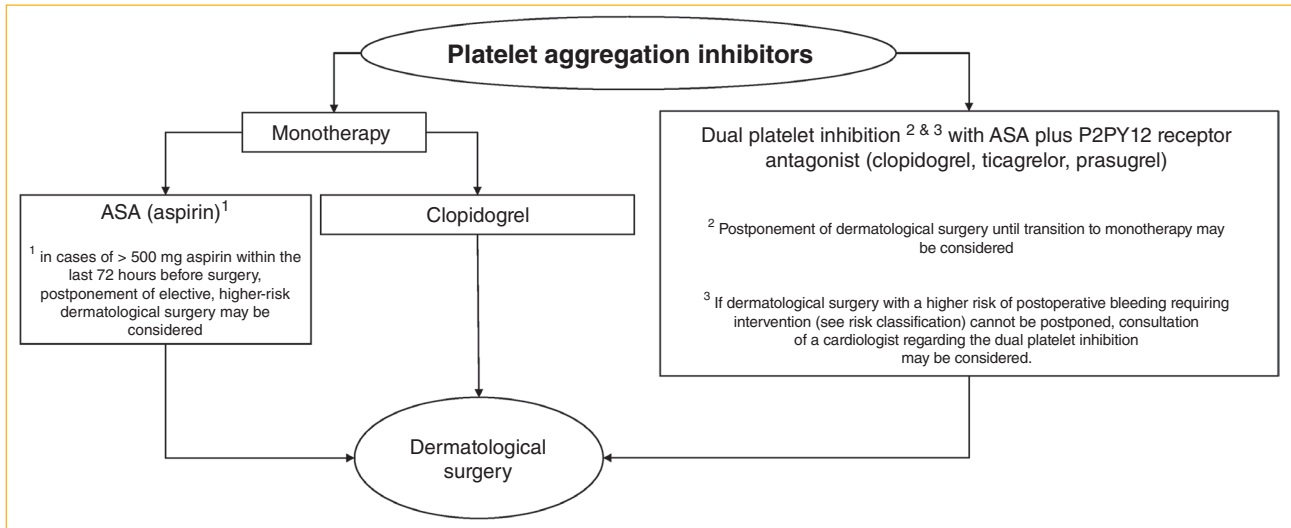 Platelet aggregation inhibitors
Monotherapy
ASA (aspirin)1
1 in cases of > 500 mg aspirin within the
last 72 hours before surgery,
postponement of elective, higher-risk
dermatological surgery may be
considered
Clopidogrel
Dual platelet inhibition 2 & 3 with ASA plus P2PY12 receptor
antagonist (clopidogrel, ticagrelor, prasugrel)
2 Postponement of dermatological surgery until transition to monotherapy may
be considered
3 If dermatological surgery with a higher risk of postoperative bleeding requiring
intervention (see risk classification) cannot be postponed, consultation
of a cardiologist regarding the dual platelet inhibition
may be considered.
Dermatological
surgery